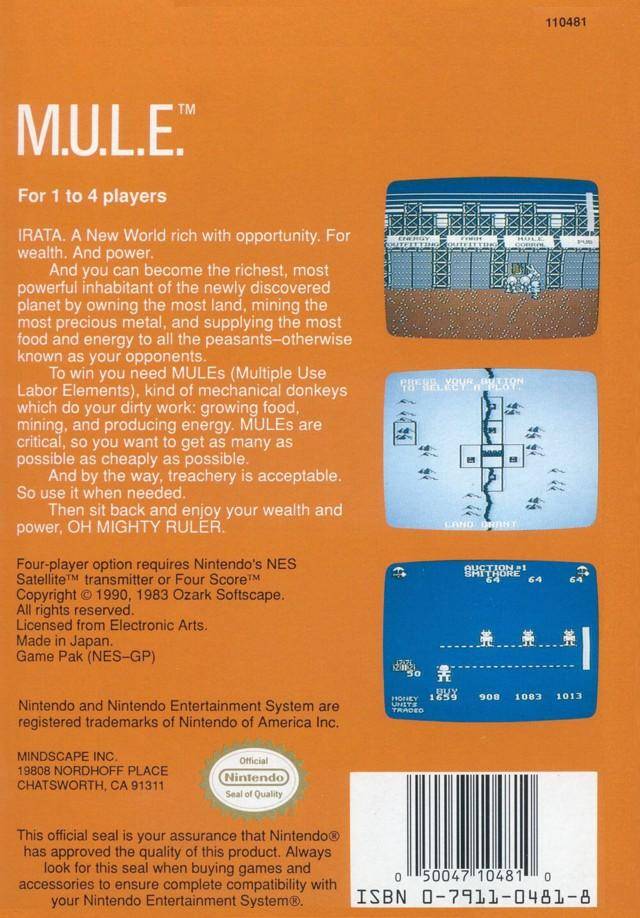 110481
M.U.L.E.™
For 1 to 4 players
IRATA. A New World rich with opportunity. For
wealth. And power.
And you can become the richest, most
powerful inhabitant of the newly discovered
planet by owning the most land, mining the
most precious metal, and supplying the most
food and energy to all the peasants–otherwise
known as your opponents.
To win you need MULEs (Multiple Use
Labor Elements), kind of mechanical donkeys
which do your dirty work: growing food,
mining, and producing energy. MULEs are
critical, so you want to get as many as
possible as cheaply as possible.
And by the way, treachery is acceptable.
So use it when needed.
Then sit back and enjoy your wealth and
power, OH MIGHTY RULER.
Four-player option requires Nintendo's NES
Satellite™ transmitter or Four Score™
Copyright © 1990, 1983 Ozark Softscape.
All rights reserved.
Licensed from Electronic Arts.
Made in Japan.
Game Pak (NES–GP)
Nintendo and Nintendo Entertainment System are
registered trademarks of Nintendo of America Inc.
MINDSCAPE INC.
19808 NORDHOFF PLACE
CHATSWORTH, CA 91311
Official
Nintendo
Seal of Quality
This official seal is your assurance that Nintendo®
has approved the quality of this product. Always
look for this seal when buying games and
accessories to ensure complete compatibility with
your Nintendo Entertainment System®.
ENERGY FARM M.U.L.E. PUB
OUTFITTING OUTFITTING CORRAL
PRESS YOUR BUTTON
TO SELECT A PLOT.
LAND GRANT
AUCTION #1
SMITHORE
64 64 64
50
BUY
MONEY 1659 908 1083 1013
UNITS
TRADED
0 50047 10481 0
ISBN 0-7911-0481-8